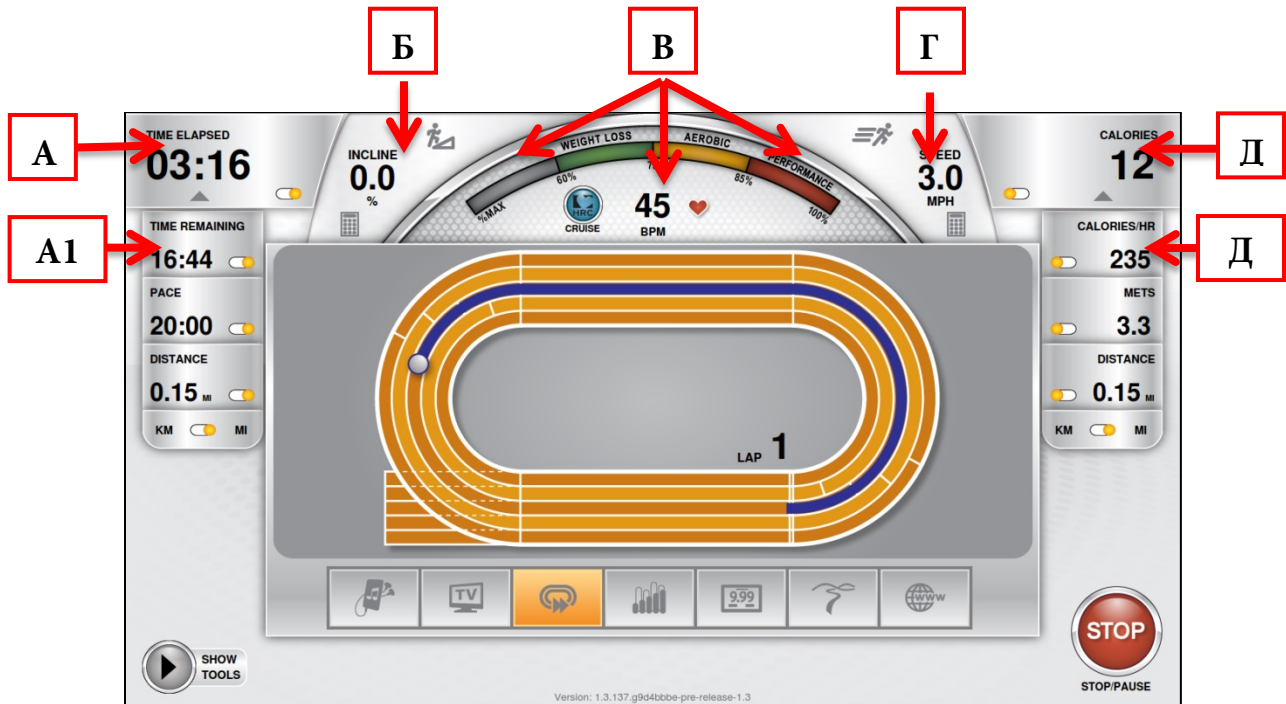 Б
В
Г
А
А1
Д
Д
TIME ELAPSED
03:16
INCLINE
0.0
%
%MAX
60%
WEIGHT LOSS
AEROBIC
85%
PERFORMANCE
100%
HRC
CRUISE
45
BPM
SPEED
3.0
MPH
CALORIES
12
TIME REMAINING
16:44
PACE
20:00
DISTANCE
0.15 MI
KM MI
CALORIES/HR
235
METS
3.3
DISTANCE
0.15 MI
KM MI
LAP 1
TV
9.99
www
SHOW
TOOLS
STOP
STOP/PAUSE
Version: 1.3.137.g9d4bbbe-pre-release-1.3